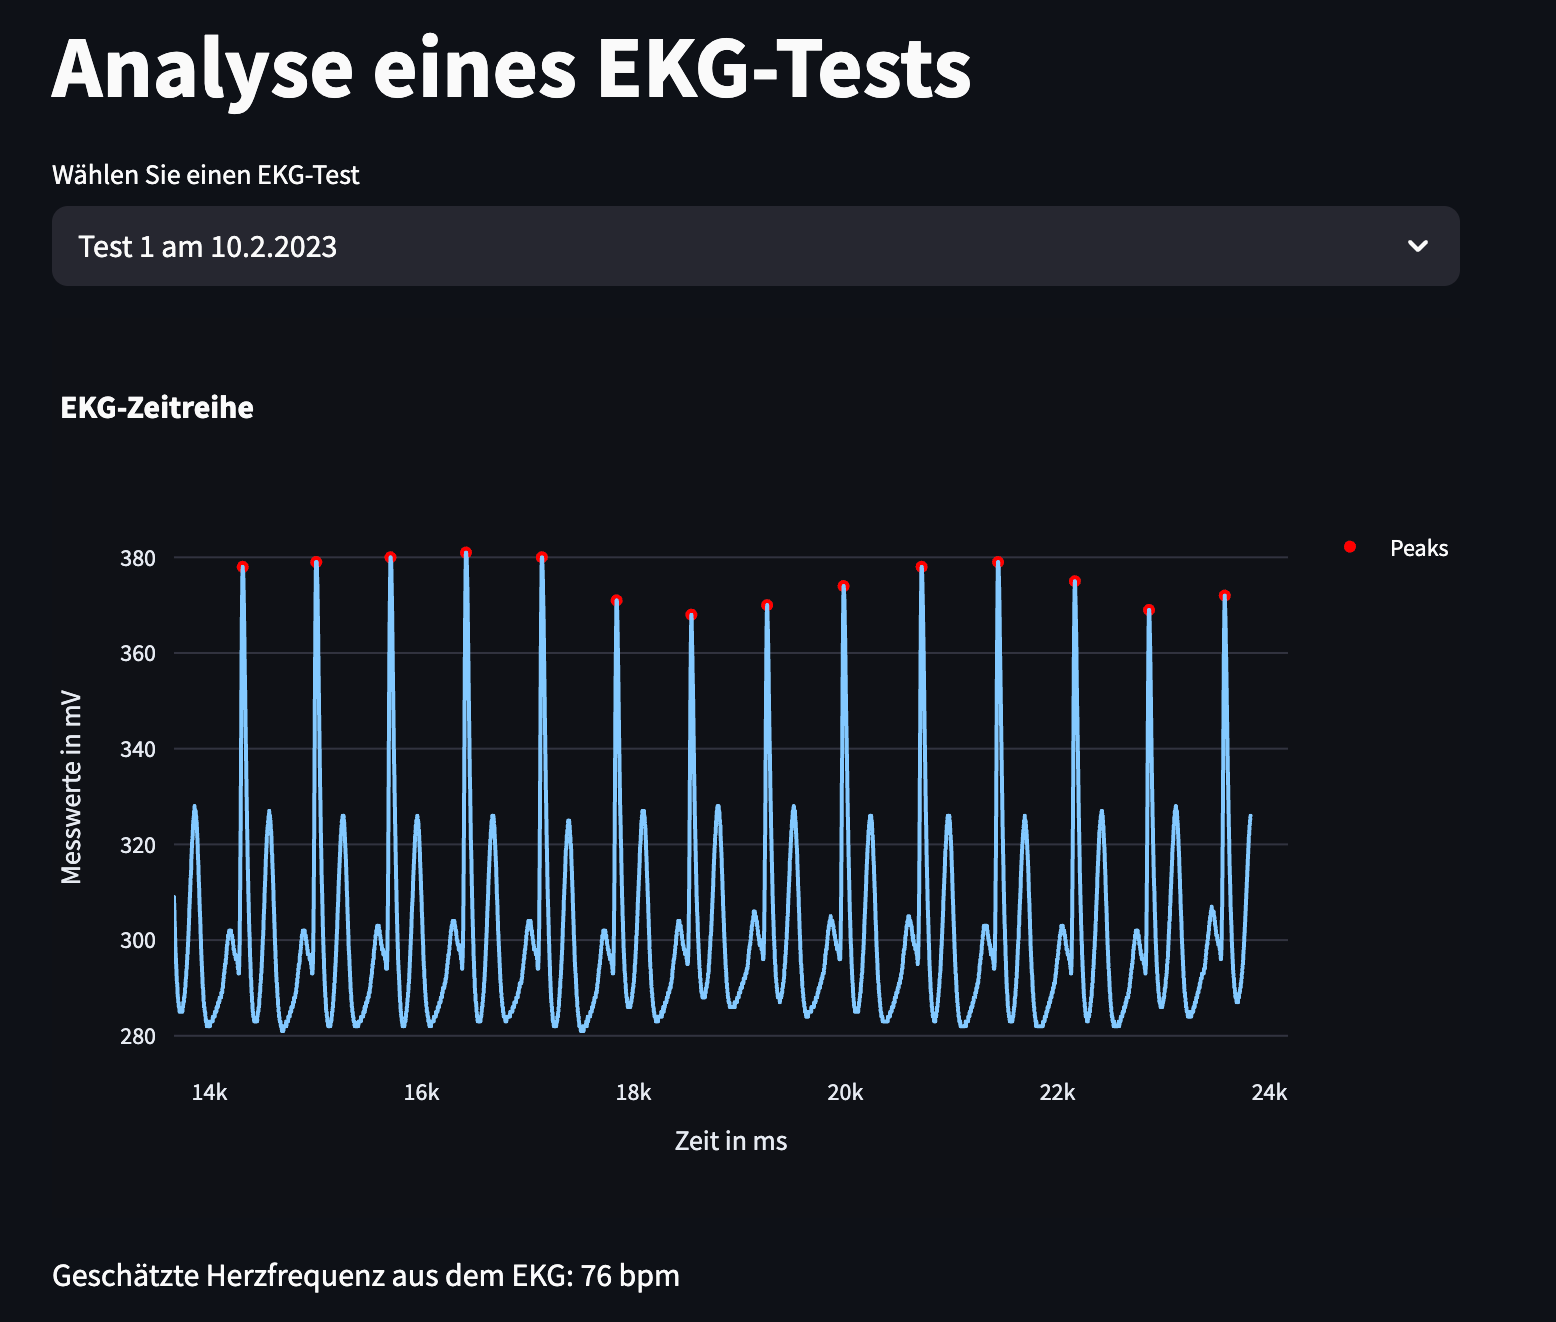 Analyse eines EKG-Tests
Wählen Sie einen EKG-Test
Test 1 am 10.2.2023
EKG-Zeitreihe
Peaks
380
360
340
320
300
280
Messwerte in mV
14k 16k 18k 20k 22k 24k
Zeit in ms
Geschätzte Herzfrequenz aus dem EKG: 76 bpm